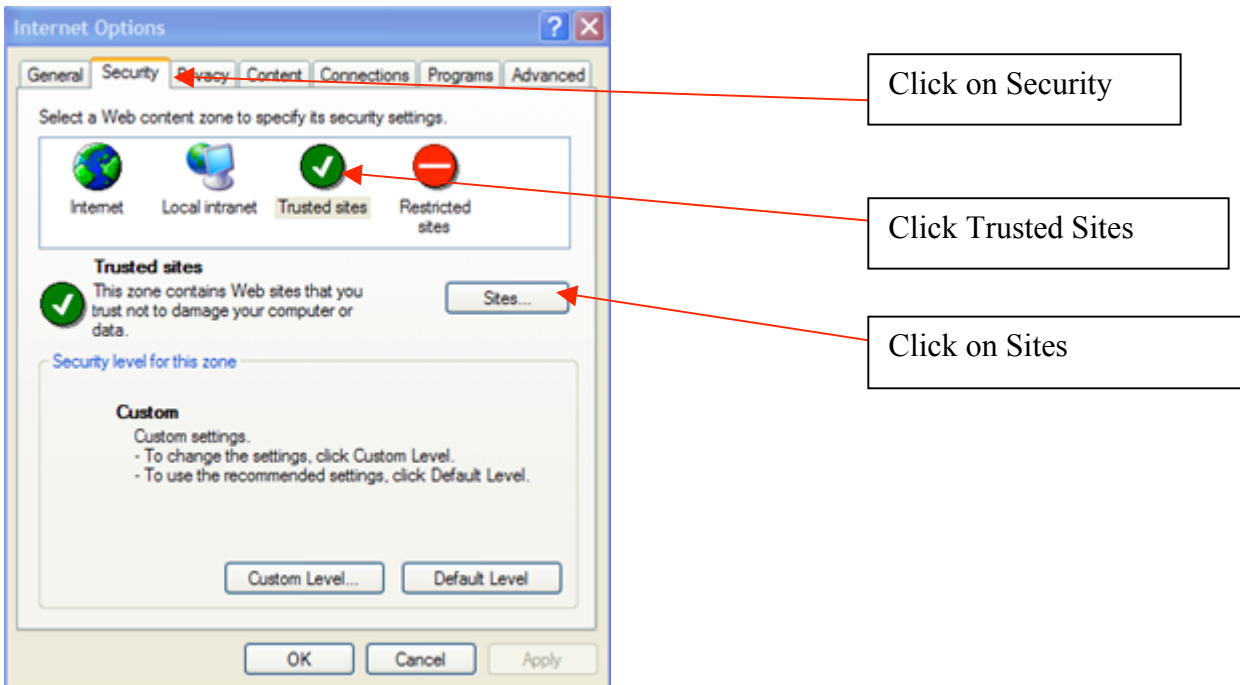 Internet Options
General Security Privacy Content Connections Programs Advanced
Select a Web content zone to specify its security settings.
Internet Local intranet Trusted sites Restricted
sites
Trusted sites
This zone contains Web sites that you
trust not to damage your computer or
data.
Sites...
Security level for this zone
Custom
Custom settings.
- To change the settings, click Custom Level.
- To use the recommended settings, click Default Level.
Custom Level... Default Level
OK Cancel Apply
Click on Security
Click Trusted Sites
Click on Sites